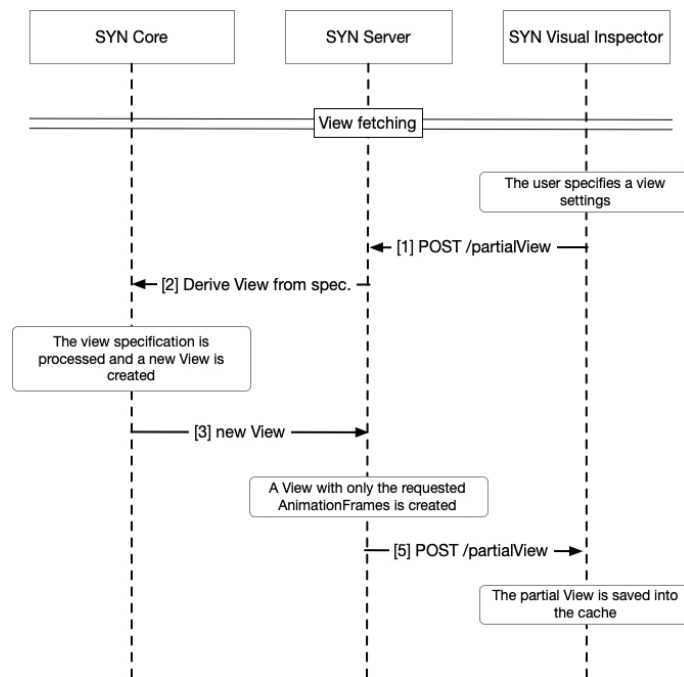 SYN Core
SYN Server
SYN Visual Inspector
View fetching
The user specifies a view
settings
[1] POST /partialView
[2] Derive View from spec.
The view specification is
processed and a new View is
created
[3] new View
A View with only the requested
AnimationFrames is created
[5] POST /partialView
The partial View is saved into
the cache